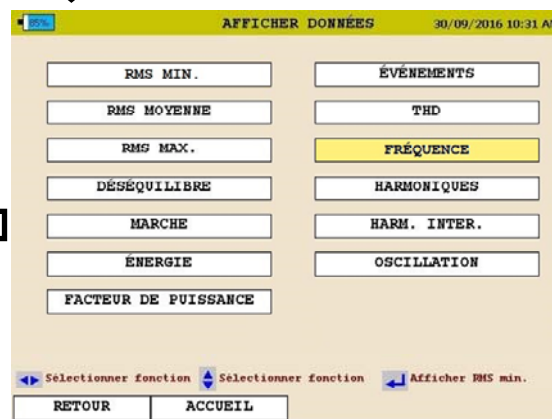 85% AFFICHER DONNÉES 30/09/2016 10:31 A
RMS MIN. ÉVÉNEMENTS
RMS MOYENNE THD
RMS MAX. FRÉQUENCE
DÉSÉQUILIBRE HARMONIQUES
MARCHE HARM. INTER.
ÉNERGIE OSCILLATION
FACTEUR DE PUISSANCE
Sélectionner fonction Sélectionner fonction Afficher RMS min.
RETOUR ACCUEIL